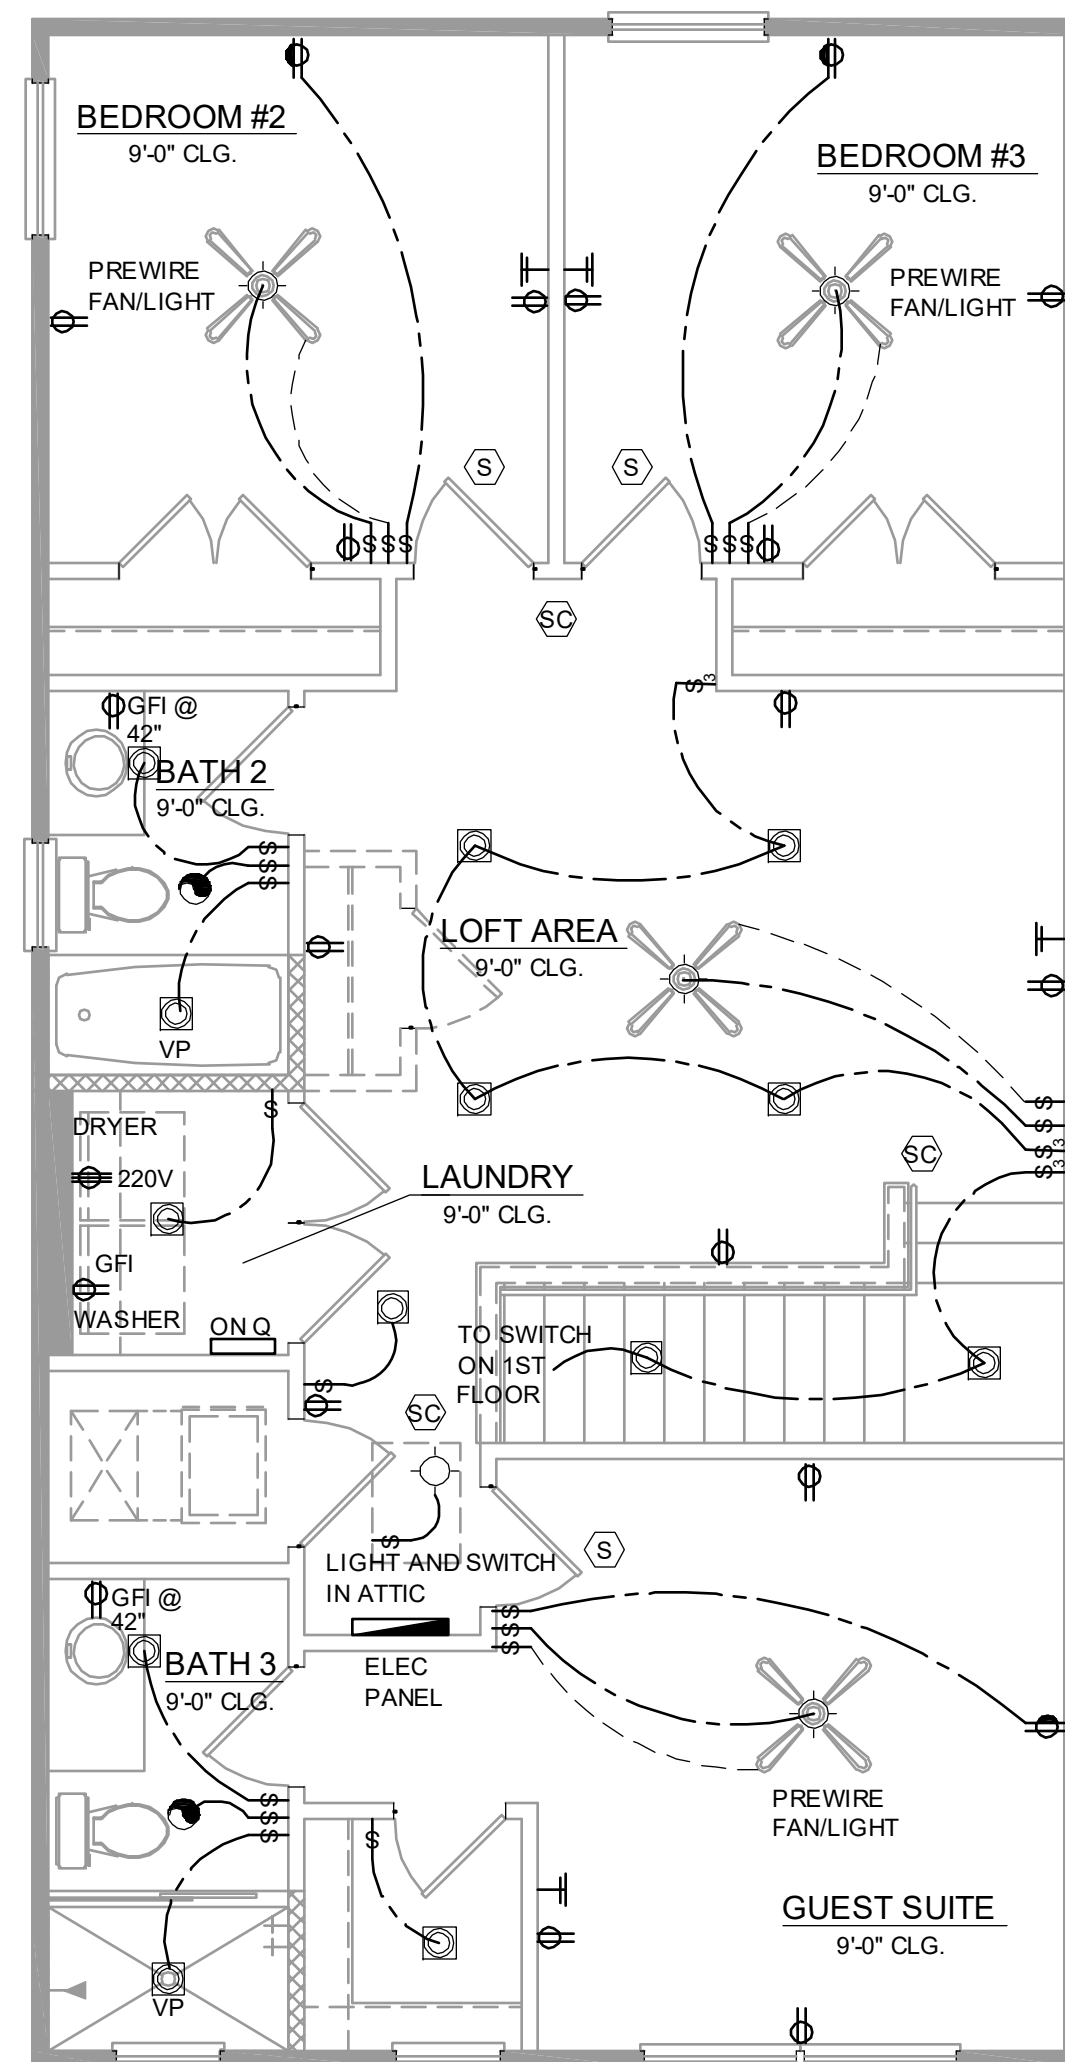 BEDROOM #2
9'-0" CLG.
BEDROOM #3
9'-0" CLG.
PREWIRE
FAN/LIGHT
PREWIRE
FAN/LIGHT
S
S
S S S
S S S
SC
S3
GFI @
42"
BATH 2
9'-0" CLG.
S
S
S
LOFT AREA
9'-0" CLG.
VP
S
S
S
S3
S3
DRYER
220V
LAUNDRY
9'-0" CLG.
SC
GFI
WASHER
ON Q
TO SWITCH
ON 1ST
FLOOR
S
SC
S
LIGHT AND SWITCH
IN ATTIC
S
GFI @
42"
BATH 3
9'-0" CLG.
ELEC
PANEL
S
S
S
PREWIRE
FAN/LIGHT
S
S
S
S
GUEST SUITE
9'-0" CLG.
VP